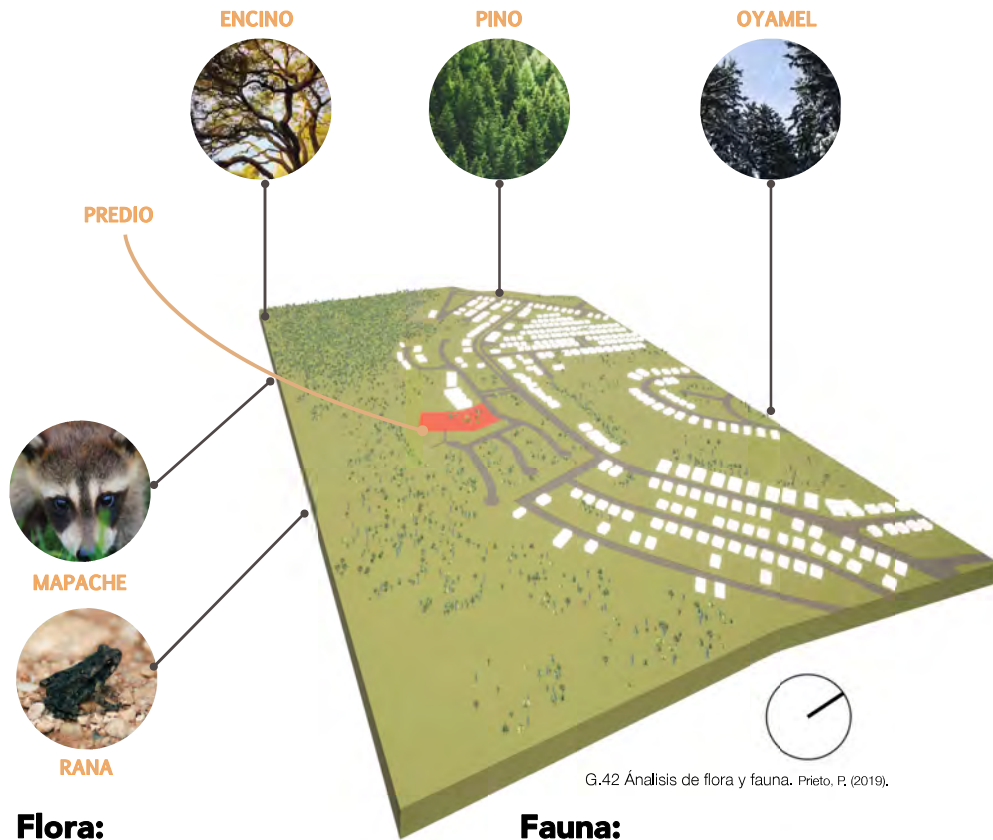 ENCINO
PINO
OYAMEL
PREDIO
MAPACHE
RANA
G.42 Ánalisis de flora y fauna. Prieto, P. (2019).
Flora:
Fauna: